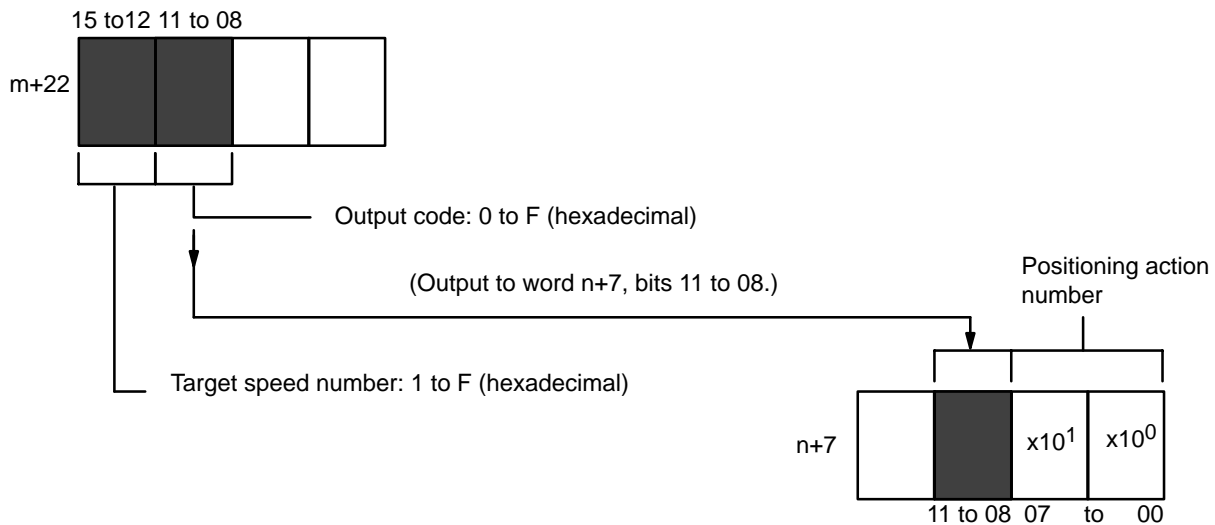 15 to12 11 to 08
m+22
Output code: 0 to F (hexadecimal)
(Output to word n+7, bits 11 to 08.)
Positioning action
number
Target speed number: 1 to F (hexadecimal)
n+7
x10¹ x10⁰
11 to 08 07 to 00